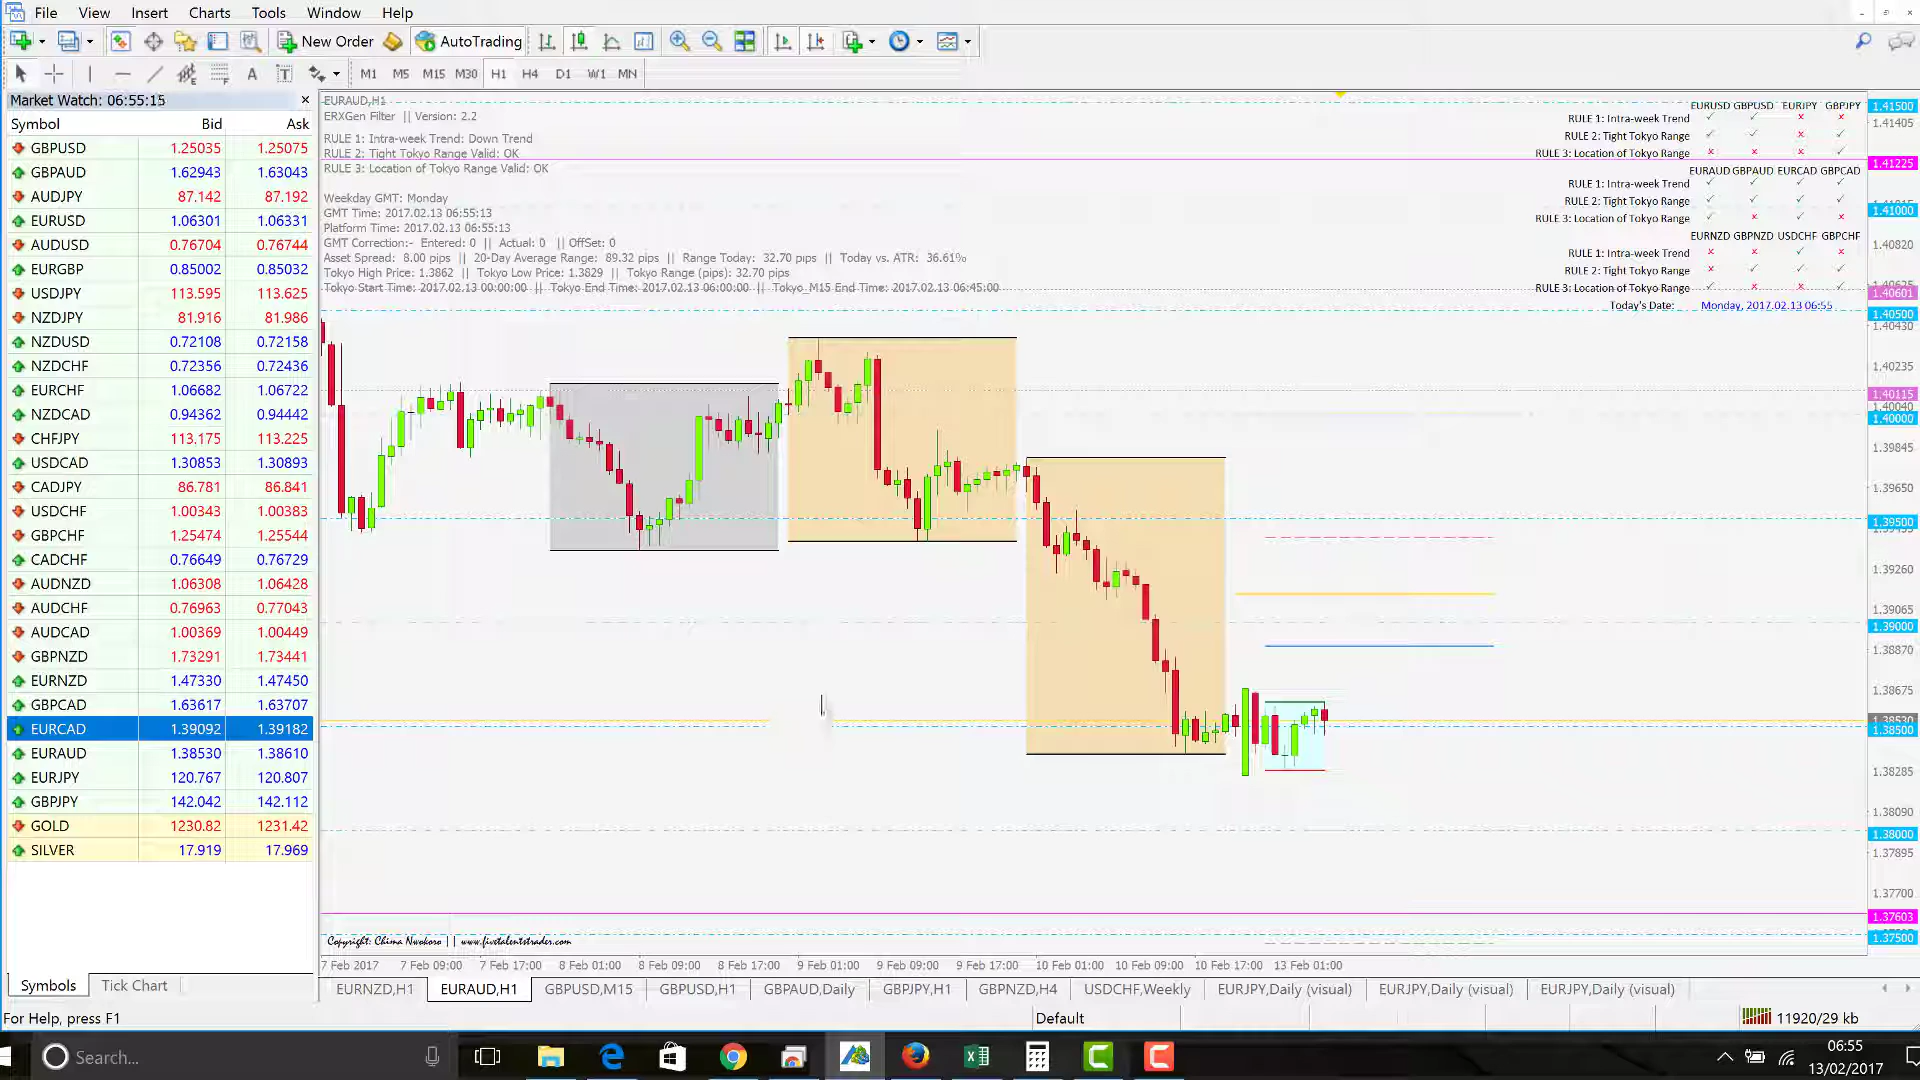 File View Insert Charts Tools Window Help
New Order AutoTrading
A T M1 M5 M15 M30 H1 H4 D1 W1 MN
Market Watch: 06:55:15
Symbol Bid Ask
GBPUSD 1.25035 1.25075
GBPAUD 1.62943 1.63043
AUDJPY 87.142 87.192
EURUSD 1.06301 1.06331
AUDUSD 0.76704 0.76744
EURGBP 0.85002 0.85032
USDJPY 113.595 113.625
NZDJPY 81.916 81.986
NZDUSD 0.72108 0.72158
NZDCHF 0.72356 0.72436
EURCHF 1.06682 1.06722
NZDCAD 0.94362 0.94442
CHFJPY 113.175 113.225
USDCAD 1.30853 1.30893
CADJPY 86.781 86.841
USDCHF 1.00343 1.00383
GBPCHF 1.25474 1.25544
CADCHF 0.76649 0.76729
AUDNZD 1.06308 1.06428
AUDCHF 0.76963 0.77043
AUDCAD 1.00369 1.00449
GBPNZD 1.73291 1.73441
EURNZD 1.47330 1.47450
GBPCAD 1.63617 1.63707
EURCAD 1.39092 1.39182
EURAUD 1.38530 1.38610
EURJPY 120.767 120.807
GBPJPY 142.042 142.112
GOLD 1230.82 1231.42
SILVER 17.919 17.969
Symbols Tick Chart
EURAUD,H1
ERXGen Filter || Version: 2.2
RULE 1: Intra-week Trend: Down Trend
RULE 2: Tight Tokyo Range Valid: OK
RULE 3: Location of Tokyo Range Valid: OK
Weekday GMT: Monday
GMT Time: 2017.02.13 06:55:13
Platform Time: 2017.02.13 06:55:13
GMT Correction:- Entered: 0 || Actual: 0 || OffSet: 0
Asset Spread: 8.00 pips || 20-Day Average Range: 89.32 pips || Range Today: 32.70 pips || Today vs. ATR: 36.61%
Tokyo High Price: 1.3862 || Tokyo Low Price: 1.3829 || Tokyo Range (pips): 32.70 pips
Tokyo Start Time: 2017.02.13 00:00:00 || Tokyo End Time: 2017.02.13 06:00:00 || Tokyo_M15 End Time: 2017.02.13 06:45:00
EURUSD GBPUSD EURJPY GBPJPY
RULE 1: Intra-week Trend ✓ ✓ x x
RULE 2: Tight Tokyo Range ✓ ✓ x ✓
RULE 3: Location of Tokyo Range x x x ✓
EURAUD GBPAUD EURCAD GBPCAD
RULE 1: Intra-week Trend ✓ ✓ ✓ ✓
RULE 2: Tight Tokyo Range ✓ ✓ ✓ ✓
RULE 3: Location of Tokyo Range ✓ x ✓ x
EURNZD GBPNZD USDCHF GBPCHF
RULE 1: Intra-week Trend x x ✓ x
RULE 2: Tight Tokyo Range x ✓ ✓ ✓
RULE 3: Location of Tokyo Range ✓ x x ✓
Today's Date: Monday, 2017.02.13 06:55
1.41500
1.41405
1.41225
1.41000
1.40820
1.40601
1.40500
1.40430
1.40235
1.40115
1.40040
1.40000
1.39845
1.39650
1.39500
1.39260
1.39065
1.39000
1.38870
1.38675
1.38530
1.38500
1.38285
1.38090
1.38000
1.37895
1.37700
1.37603
1.37500
Copyright: Chima Nwokoro || www.fivetalentstrader.com
7 Feb 2017 7 Feb 09:00 7 Feb 17:00 8 Feb 01:00 8 Feb 09:00 8 Feb 17:00 9 Feb 01:00 9 Feb 09:00 9 Feb 17:00 10 Feb 01:00 10 Feb 09:00 10 Feb 17:00 13 Feb 01:00
EURNZD,H1 EURAUD,H1 GBPUSD,M15 GBPUSD,H1 GBPAUD,Daily GBPJPY,H1 GBPNZD,H4 USDCHF,Weekly EURJPY,Daily (visual) EURJPY,Daily (visual) EURJPY,Daily (visual)
For Help, press F1 Default 11920/29 kb
Search...
06:55
13/02/2017